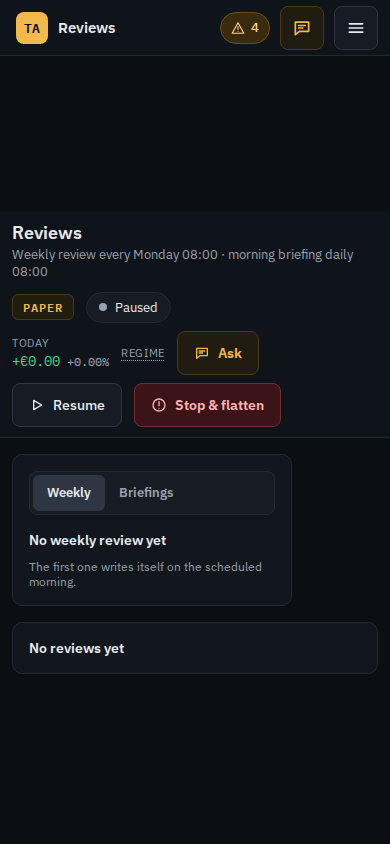 TA
Reviews
4
Reviews
Weekly review every Monday 08:00 · morning briefing daily
08:00
PAPER
Paused
TODAY
+€0.00 +0.00%
REGIME
Ask
Resume
Stop & flatten
Weekly
Briefings
No weekly review yet
The first one writes itself on the scheduled
morning.
No reviews yet